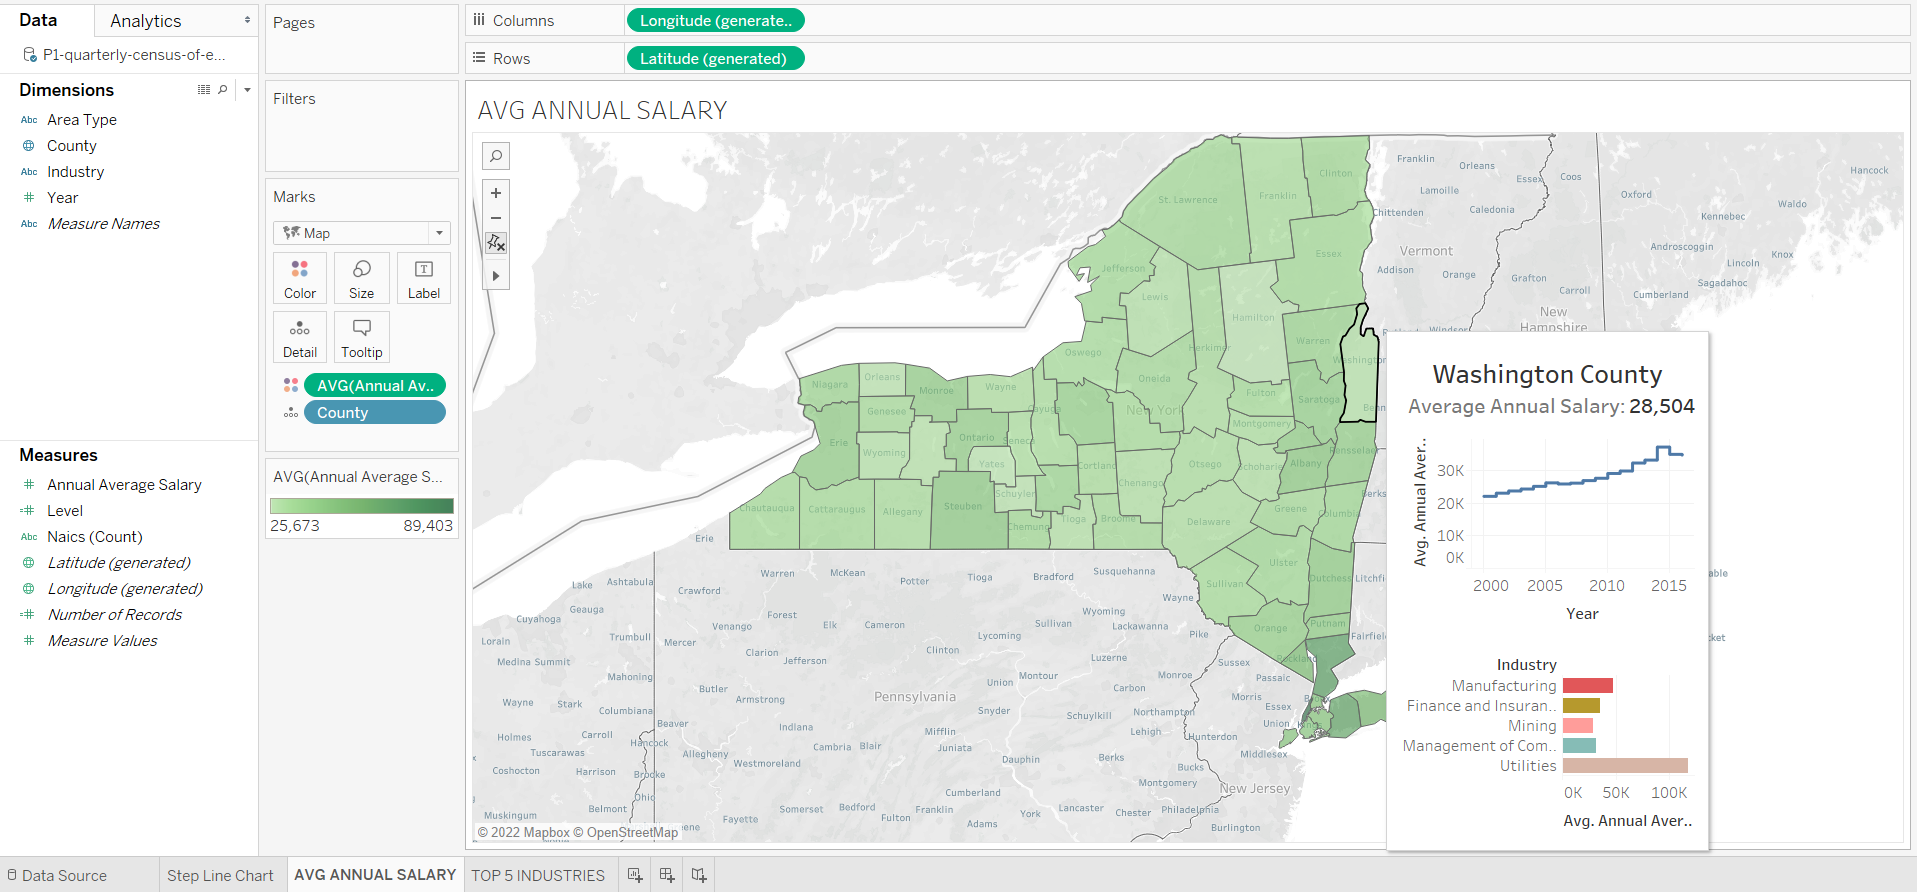 Data
Analytics
P1-quarterly-census-of-e...
Dimensions
Abc Area Type
County
Abc Industry
Year
Abc Measure Names
Measures
Annual Average Salary
Level
Abc Naics (Count)
Latitude (generated)
Longitude (generated)
Number of Records
Measure Values
Pages
Filters
Marks
Map
Color
Size
Label
Detail
Tooltip
AVG(Annual Av..
County
AVG(Annual Average S...
25,673 89,403
Columns
Longitude (generate..
Rows
Latitude (generated)
AVG ANNUAL SALARY
St. Lawrence
Franklin
Clinton
Essex
Jefferson
Lewis
Hamilton
Herkimer
Warren
Washington
Oswego
Oneida
Saratoga
Fulton
Montgomery
Niagara
Orleans
Monroe
Wayne
Cayuga
New York
Genesee
Erie
Wyoming
Ontario
Seneca
Yates
Cortland
Otsego
Schoharie
Albany
Rensselae
Chenango
Chautauqua
Cattaraugus
Allegany
Steuben
Schuyler
Chemung
Tioga
Broome
Delaware
Greene
Columbia
Ulster
Sullivan
Dutchess
Orange
Putnam
Rockland
Franklin
Orleans
Essex
Coos
Lamoille
Chittenden
Caledonia
Vermont
Addison
Orange
Grafton
Carroll
Windsor
New
Hampshire
Oxford
Hancock
Waldo
Kennebec
Androscoggin
Lincoln
Knox
Sagadahoc
Cumberland
Benn
Berks
Litchfi
Fairfiel
Erie
Lake
Ashtabula
Geauga
Cuyahoga
Lorain
Trumbull
Medina
Summit
Mahoning
Wayne
Stark
Columbiana
Holmes
Carroll
Tuscarawas
Hancock
Coshocton
Harrison
Brooke
Ohio
Belmont
Muskingum
Warren
McKean
Potter
Tioga
Bradford
Susquehanna
Crawford
Forest
Venango
Elk
Cameron
Wyoming
Wayne
Sullivan
Lackawanna
Lycoming
Pike
Mercer
Clarion
Jefferson
Clinton
Luzerne
Sussex
Passaic
Butler
Armstrong
Pennsylvania
Union
Montour
Monroe
Carbon
Morris
Essex
Snyder
Schuylkill
Northampton
Union
Beaver
Indiana
Mifflin
Lehigh
Hunterdon
Allegheny
Cambria
Blair
Juniata
Middlesex
Westmoreland
Dauphin
Berks
Bucks
Montgomery
New Jersey
Cumberland
Somerset
Bedford
Fulton
Franklin
Adams
York
Lancaster
Chester
Philadelphia
Burlington
Fayette
ene
able
cket
Washington County
Average Annual Salary: 28,504
Avg. Annual Aver..
30K
20K
10K
0K
2000 2005 2010 2015
Year
Industry
Manufacturing
Finance and Insuran..
Mining
Management of Com..
Utilities
0K 50K 100K
Avg. Annual Aver..
© 2022 Mapbox © OpenStreetMap
Data Source
Step Line Chart
AVG ANNUAL SALARY
TOP 5 INDUSTRIES